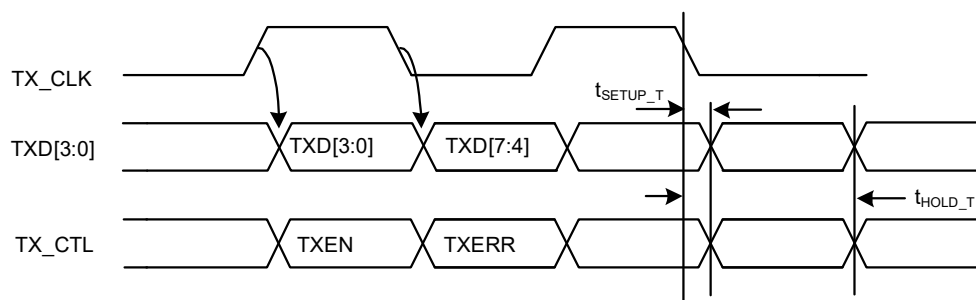 TX_CLK
t_SETUP_T
TXD[3:0] TXD[3:0] TXD[7:4]
t_HOLD_T
TX_CTL TXEN TXERR